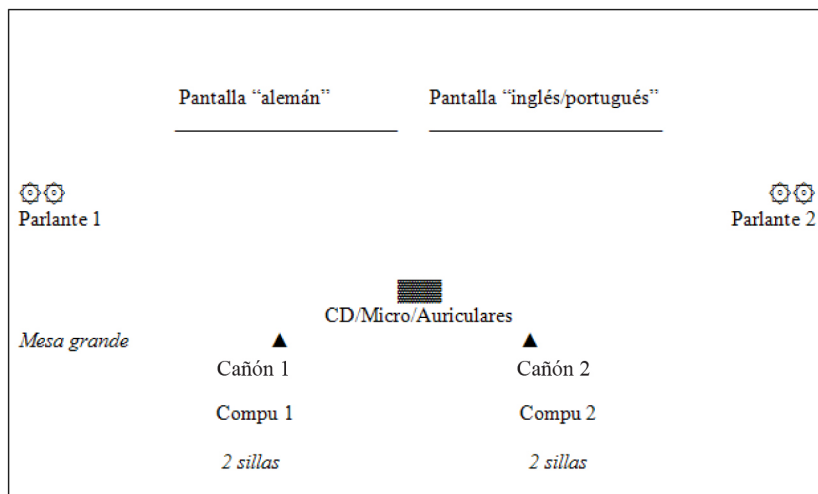 Pantalla “alemán” Pantalla “inglés/portugués”
Parlante 1 Parlante 2
CD/Micro/Auriculares
Mesa grande
Cañón 1 Cañón 2
Compu 1 Compu 2
2 sillas 2 sillas